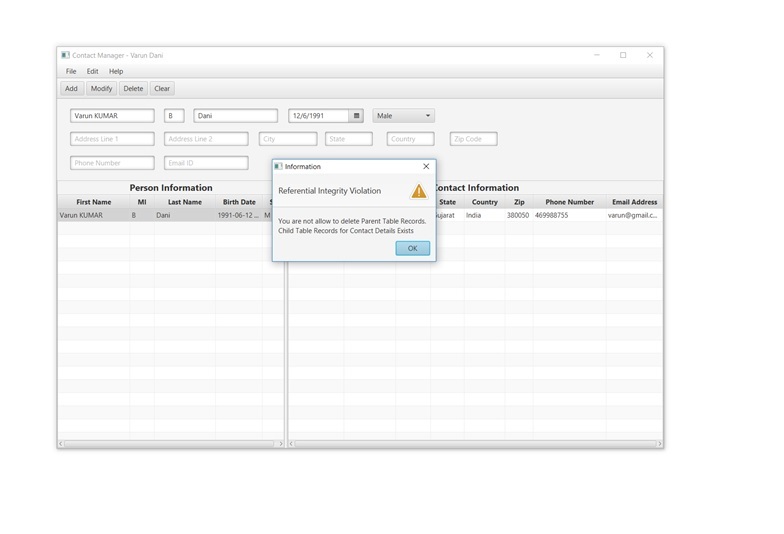 Contact Manager - Varun Dani
File Edit Help
Add Modify Delete Clear
Varun KUMAR B Dani 12/6/1991 Male
Address Line 1 Address Line 2 City State Country Zip Code
Phone Number Email ID
Information
Referential Integrity Violation
You are not allow to delete Parent Table Records.
Child Table Records for Contact Details Exists
OK
Person Information
First Name MI Last Name Birth Date
Varun KUMAR B Dani 1991-06-12 ... M
Contact Information
State Country Zip Phone Number Email Address
India 380050 469988755 varun@gmail.c...